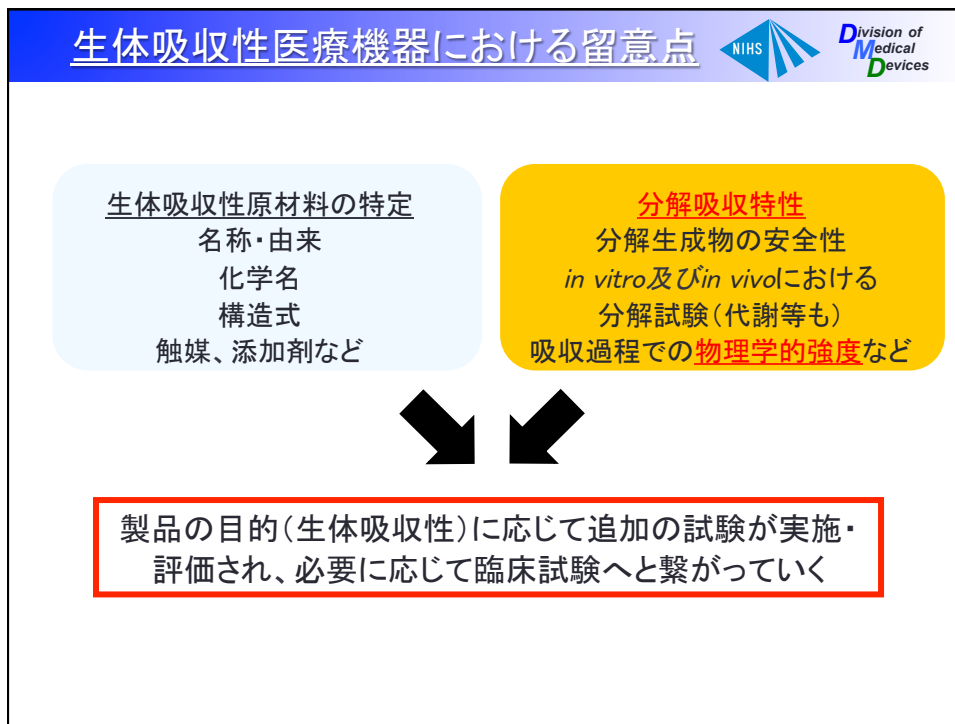 生体吸収性医療機器における留意点
NIHS
Division of
Medical
Devices
生体吸収性原材料の特定
名称・由来
化学名
構造式
触媒、添加剤など
分解吸収特性
分解生成物の安全性
in vitro及びin vivoにおける
分解試験(代謝等も)
吸収過程での物理学的強度など
製品の目的(生体吸収性)に応じて追加の試験が実施・
評価され、必要に応じて臨床試験へと繋がっていく